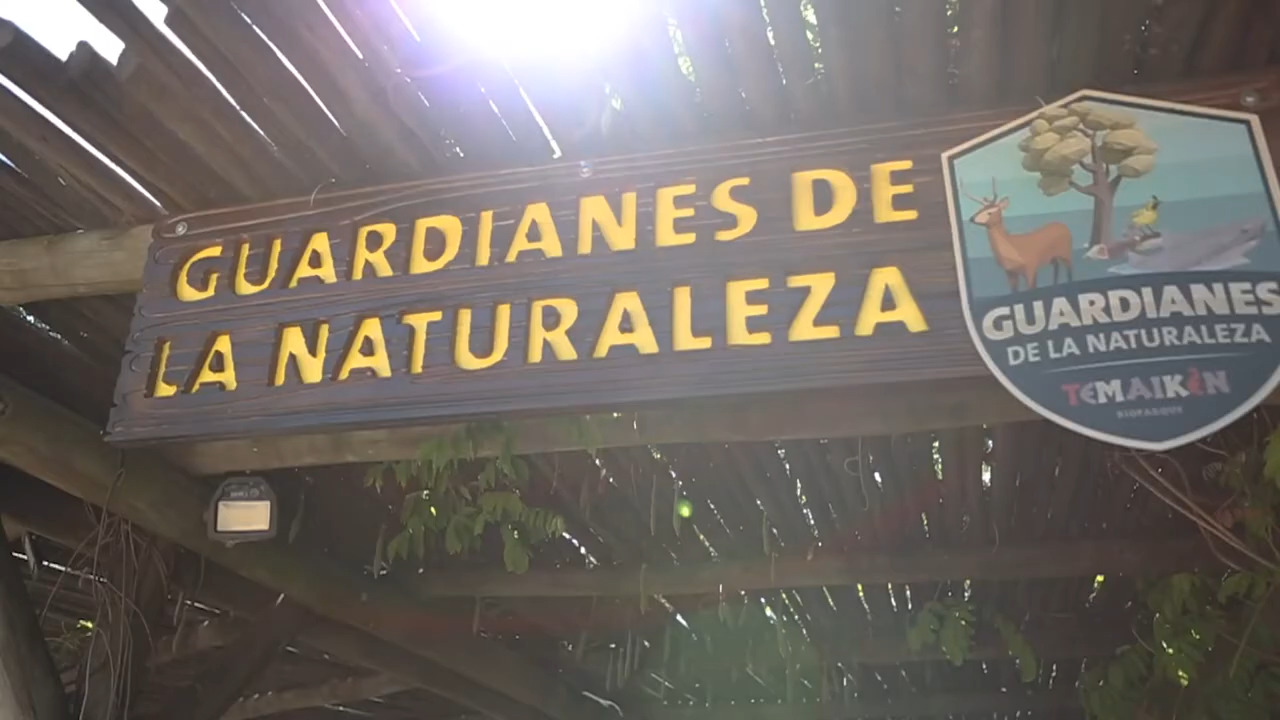 GUARDIANES DE
LA NATURALEZA
GUARDIANES
DE LA NATURALEZA
TEMAIKÈN
BIOPARQUE